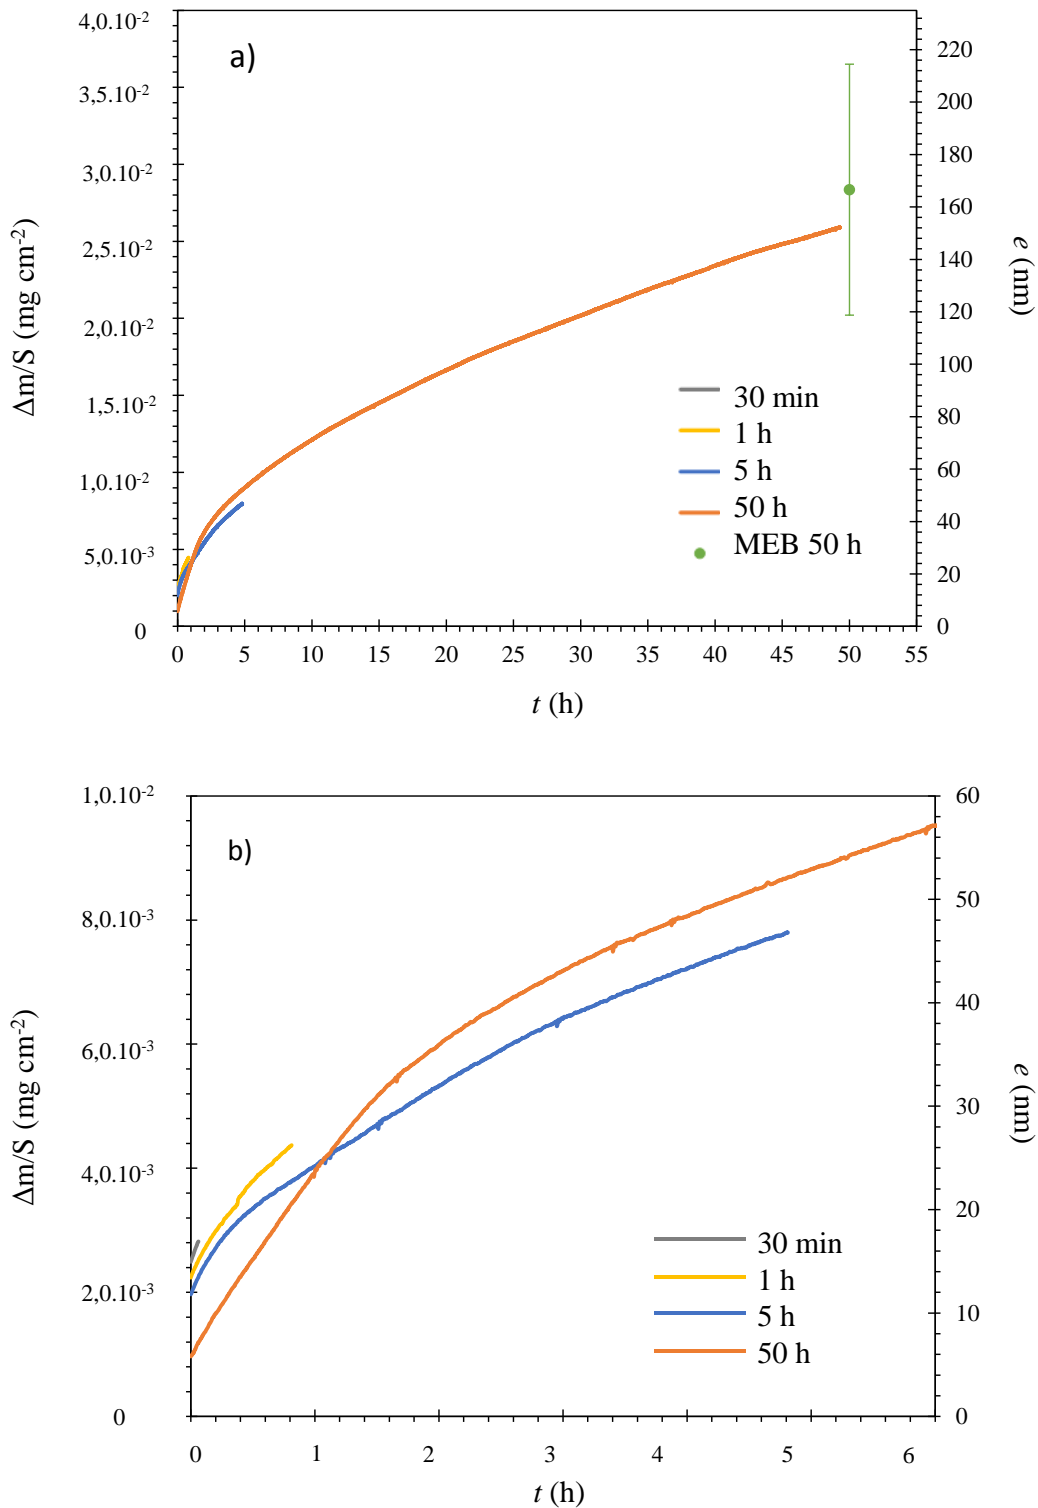 a)
4,0.10-2
3,5.10-2
3,0.10-2
2,5.10-2
2,0.10-2
1,5.10-2
1,0.10-2
5,0.10-3
0
Δm/S (mg cm-2)
220
200
180
160
140
120
100
80
60
40
20
0
e (nm)
30 min
1 h
5 h
50 h
MEB 50 h
0 5 10 15 20 25 30 35 40 45 50 55
t (h)
b)
1,0.10-2
8,0.10-3
6,0.10-3
4,0.10-3
2,0.10-3
0
Δm/S (mg cm-2)
60
50
40
30
20
10
0
e (nm)
30 min
1 h
5 h
50 h
0 1 2 3 4 5 6
t (h)